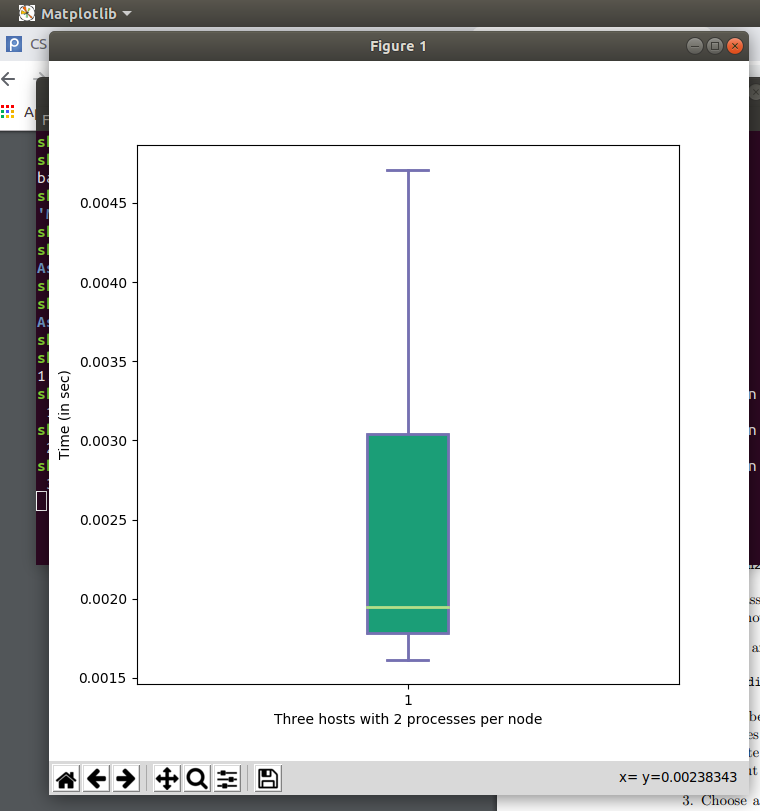 Matplotlib
CS
Figure 1
0.0045
0.0040
0.0035
0.0030
0.0025
0.0020
0.0015
Time (in sec)
1
Three hosts with 2 processes per node
x= y=0.00238343
3. Choose a